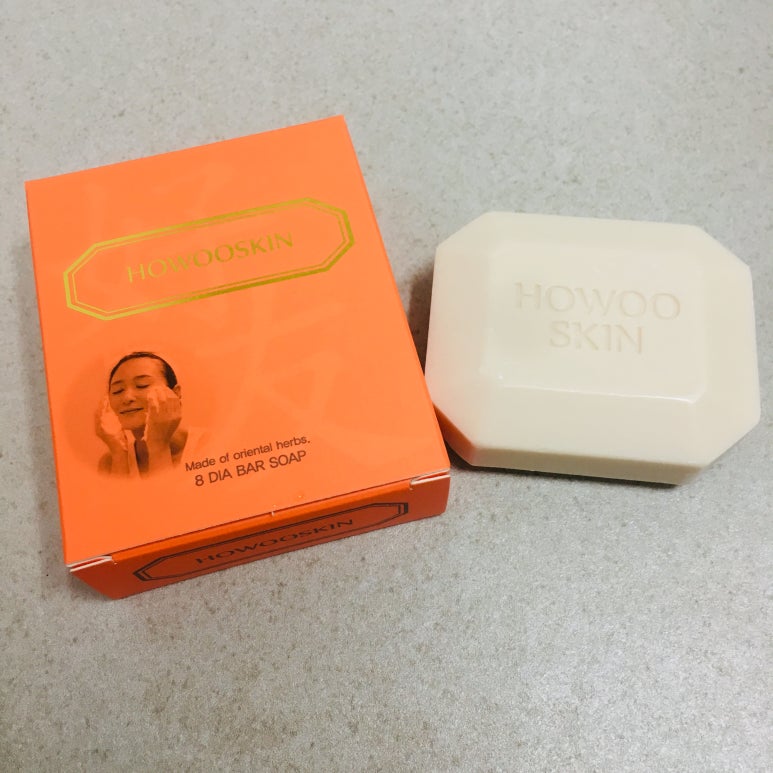 HOWOOSKIN
Made of oriental herbs.
8 DIA BAR SOAP
HOWOOSKIN
HOWOO
SKIN